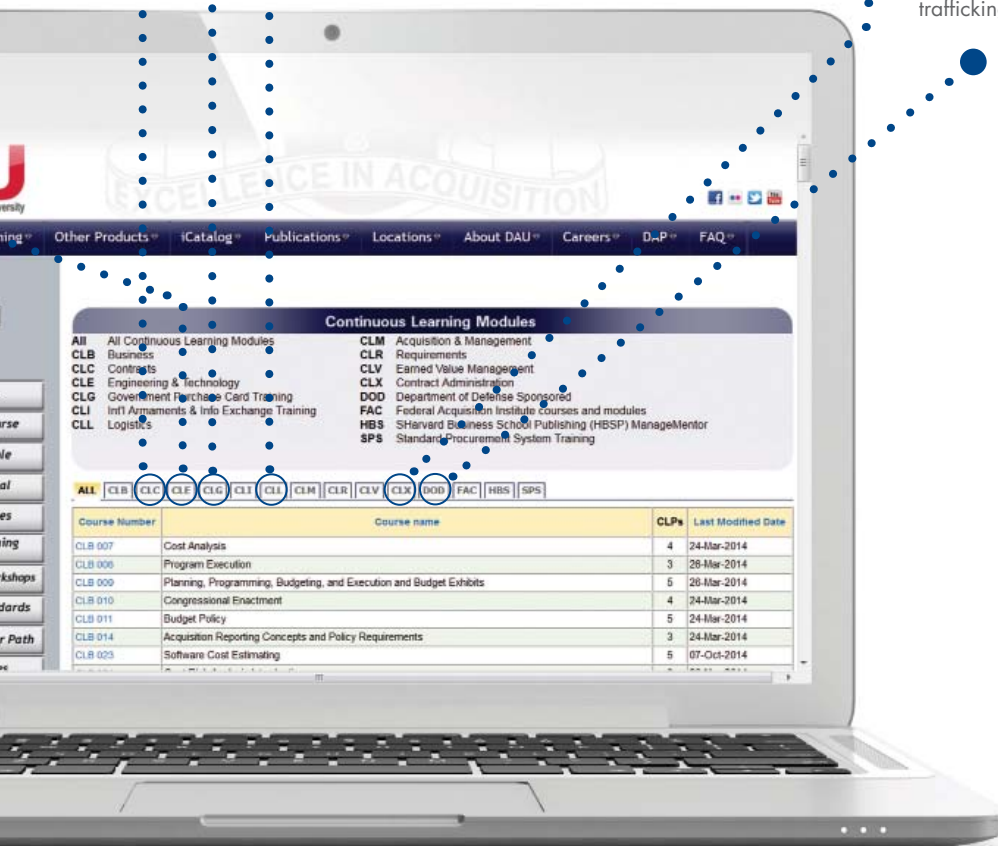 traffickin
EXCELLENCE IN ACQUISITION
versity
ning Other Products iCatalog Publications Locations About DAU Careers DAP FAQ
Continuous Learning Modules
All All Continuous Learning Modules
CLB Business
CLC Contracts
CLE Engineering & Technology
CLG Government Purchase Card Training
CLI Int'l Armaments & Info Exchange Training
CLL Logistics
CLM Acquisition & Management
CLR Requirements
CLV Earned Value Management
CLX Contract Administration
DOD Department of Defense Sponsored
FAC Federal Acquisition Institute courses and modules
HBS SHarvard Business School Publishing (HBSP) ManageMentor
SPS Standard Procurement System Training
urse
le
al
es
ning
kshops
dards
r Path
es
ALL CLB CLC CLE CLG CLI CLL CLM CLR CLV CLX DOD FAC HBS SPS
Course Number Course name CLPs Last Modified Date
CLB 007 Cost Analysis 4 24-Mar-2014
CLB 008 Program Execution 3 26-Mar-2014
CLB 009 Planning, Programming, Budgeting, and Execution and Budget Exhibits 5 26-Mar-2014
CLB 010 Congressional Enactment 4 24-Mar-2014
CLB 011 Budget Policy 5 24-Mar-2014
CLB 014 Acquisition Reporting Concepts and Policy Requirements 3 24-Mar-2014
CLB 023 Software Cost Estimating 5 07-Oct-2014